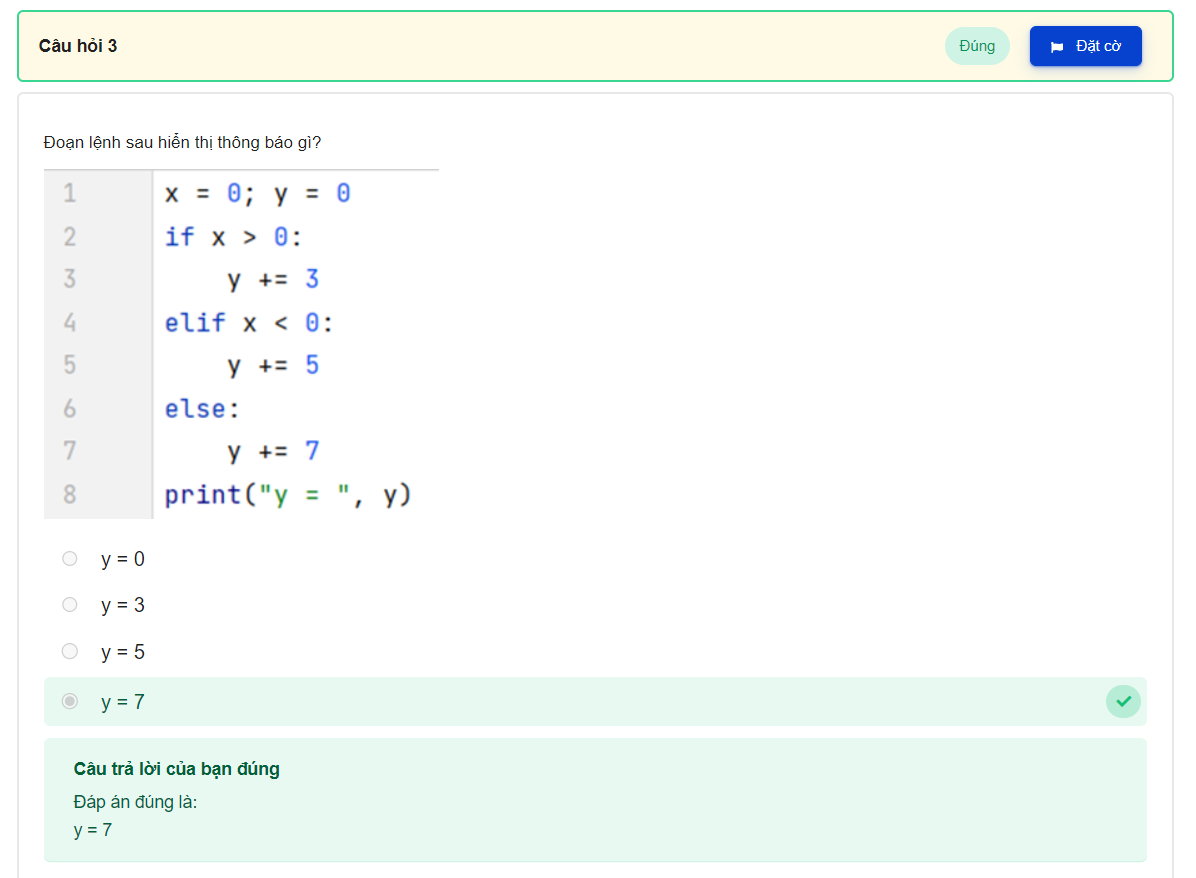 Câu hỏi 3
Đúng
Đặt cờ
Đoạn lệnh sau hiển thị thông báo gì?
1 x = 0; y = 0
2 if x > 0:
3     y += 3
4 elif x < 0:
5     y += 5
6 else:
7     y += 7
8 print("y = ", y)
y = 0
y = 3
y = 5
y = 7
Câu trả lời của bạn đúng
Đáp án đúng là:
y = 7